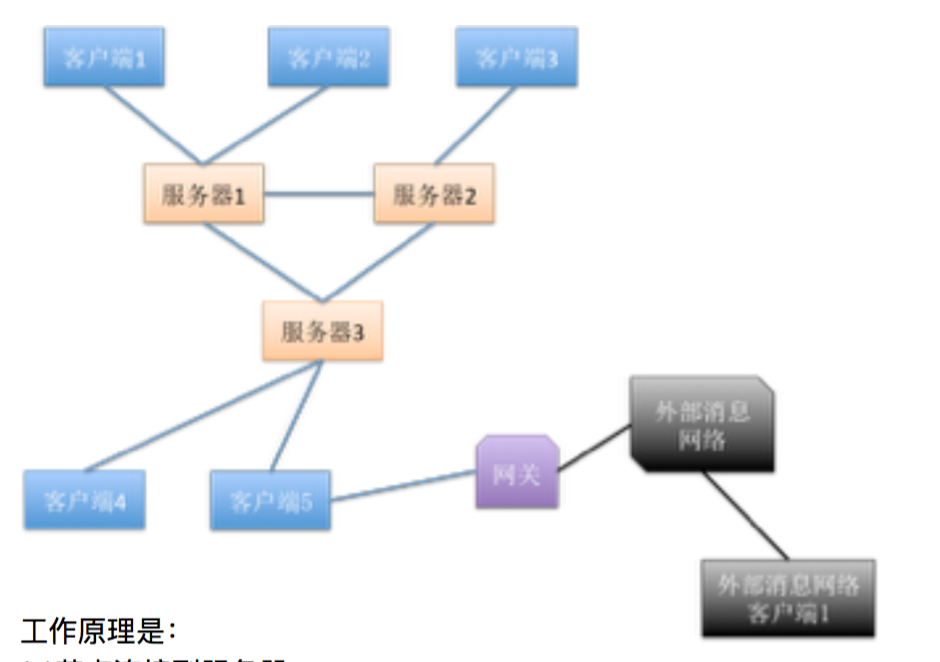 客户端1
客户端2
客户端3
服务器1
服务器2
服务器3
外部消息
网络
网关
客户端4
客户端5
外部消息网络
客户端1
工作原理是：